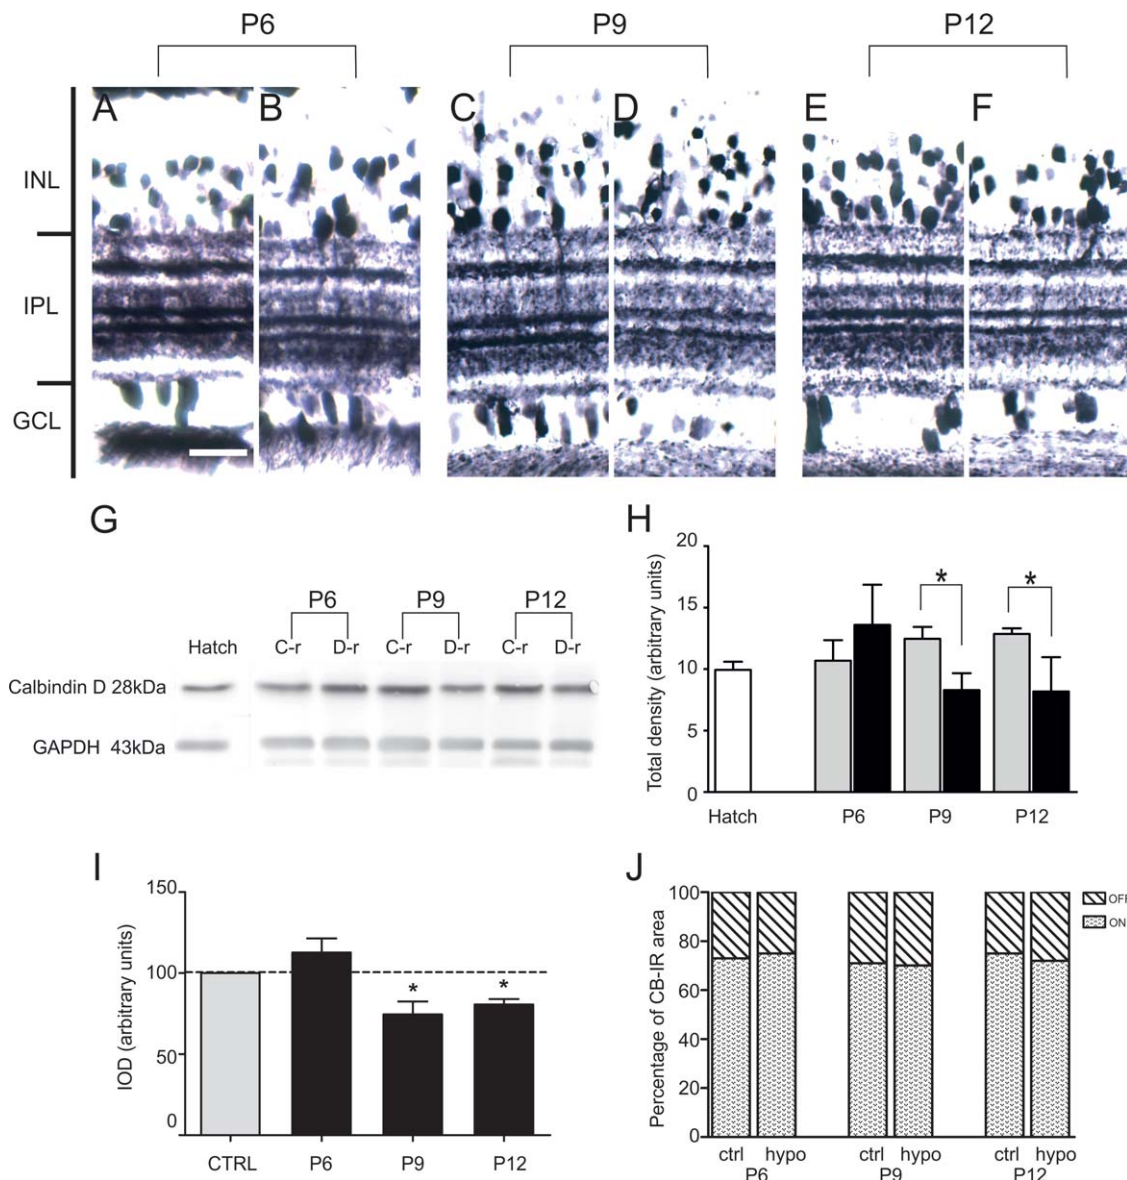 P6 P9 P12
A B C D E F
INL
IPL
GCL
G
P6 P9 P12
Hatch C-r D-r C-r D-r C-r D-r
Calbindin D 28kDa
GAPDH 43kDa
H
Total density (arbitrary units)
20
15
10
5
0
* *
Hatch P6 P9 P12
I
IOD (arbitrary units)
150
100
50
0
* *
CTRL P6 P9 P12
J
Percentage of CB-IR area
100
80
60
40
20
0
OFF
ON
ctrl hypo ctrl hypo ctrl hypo
P6 P9 P12